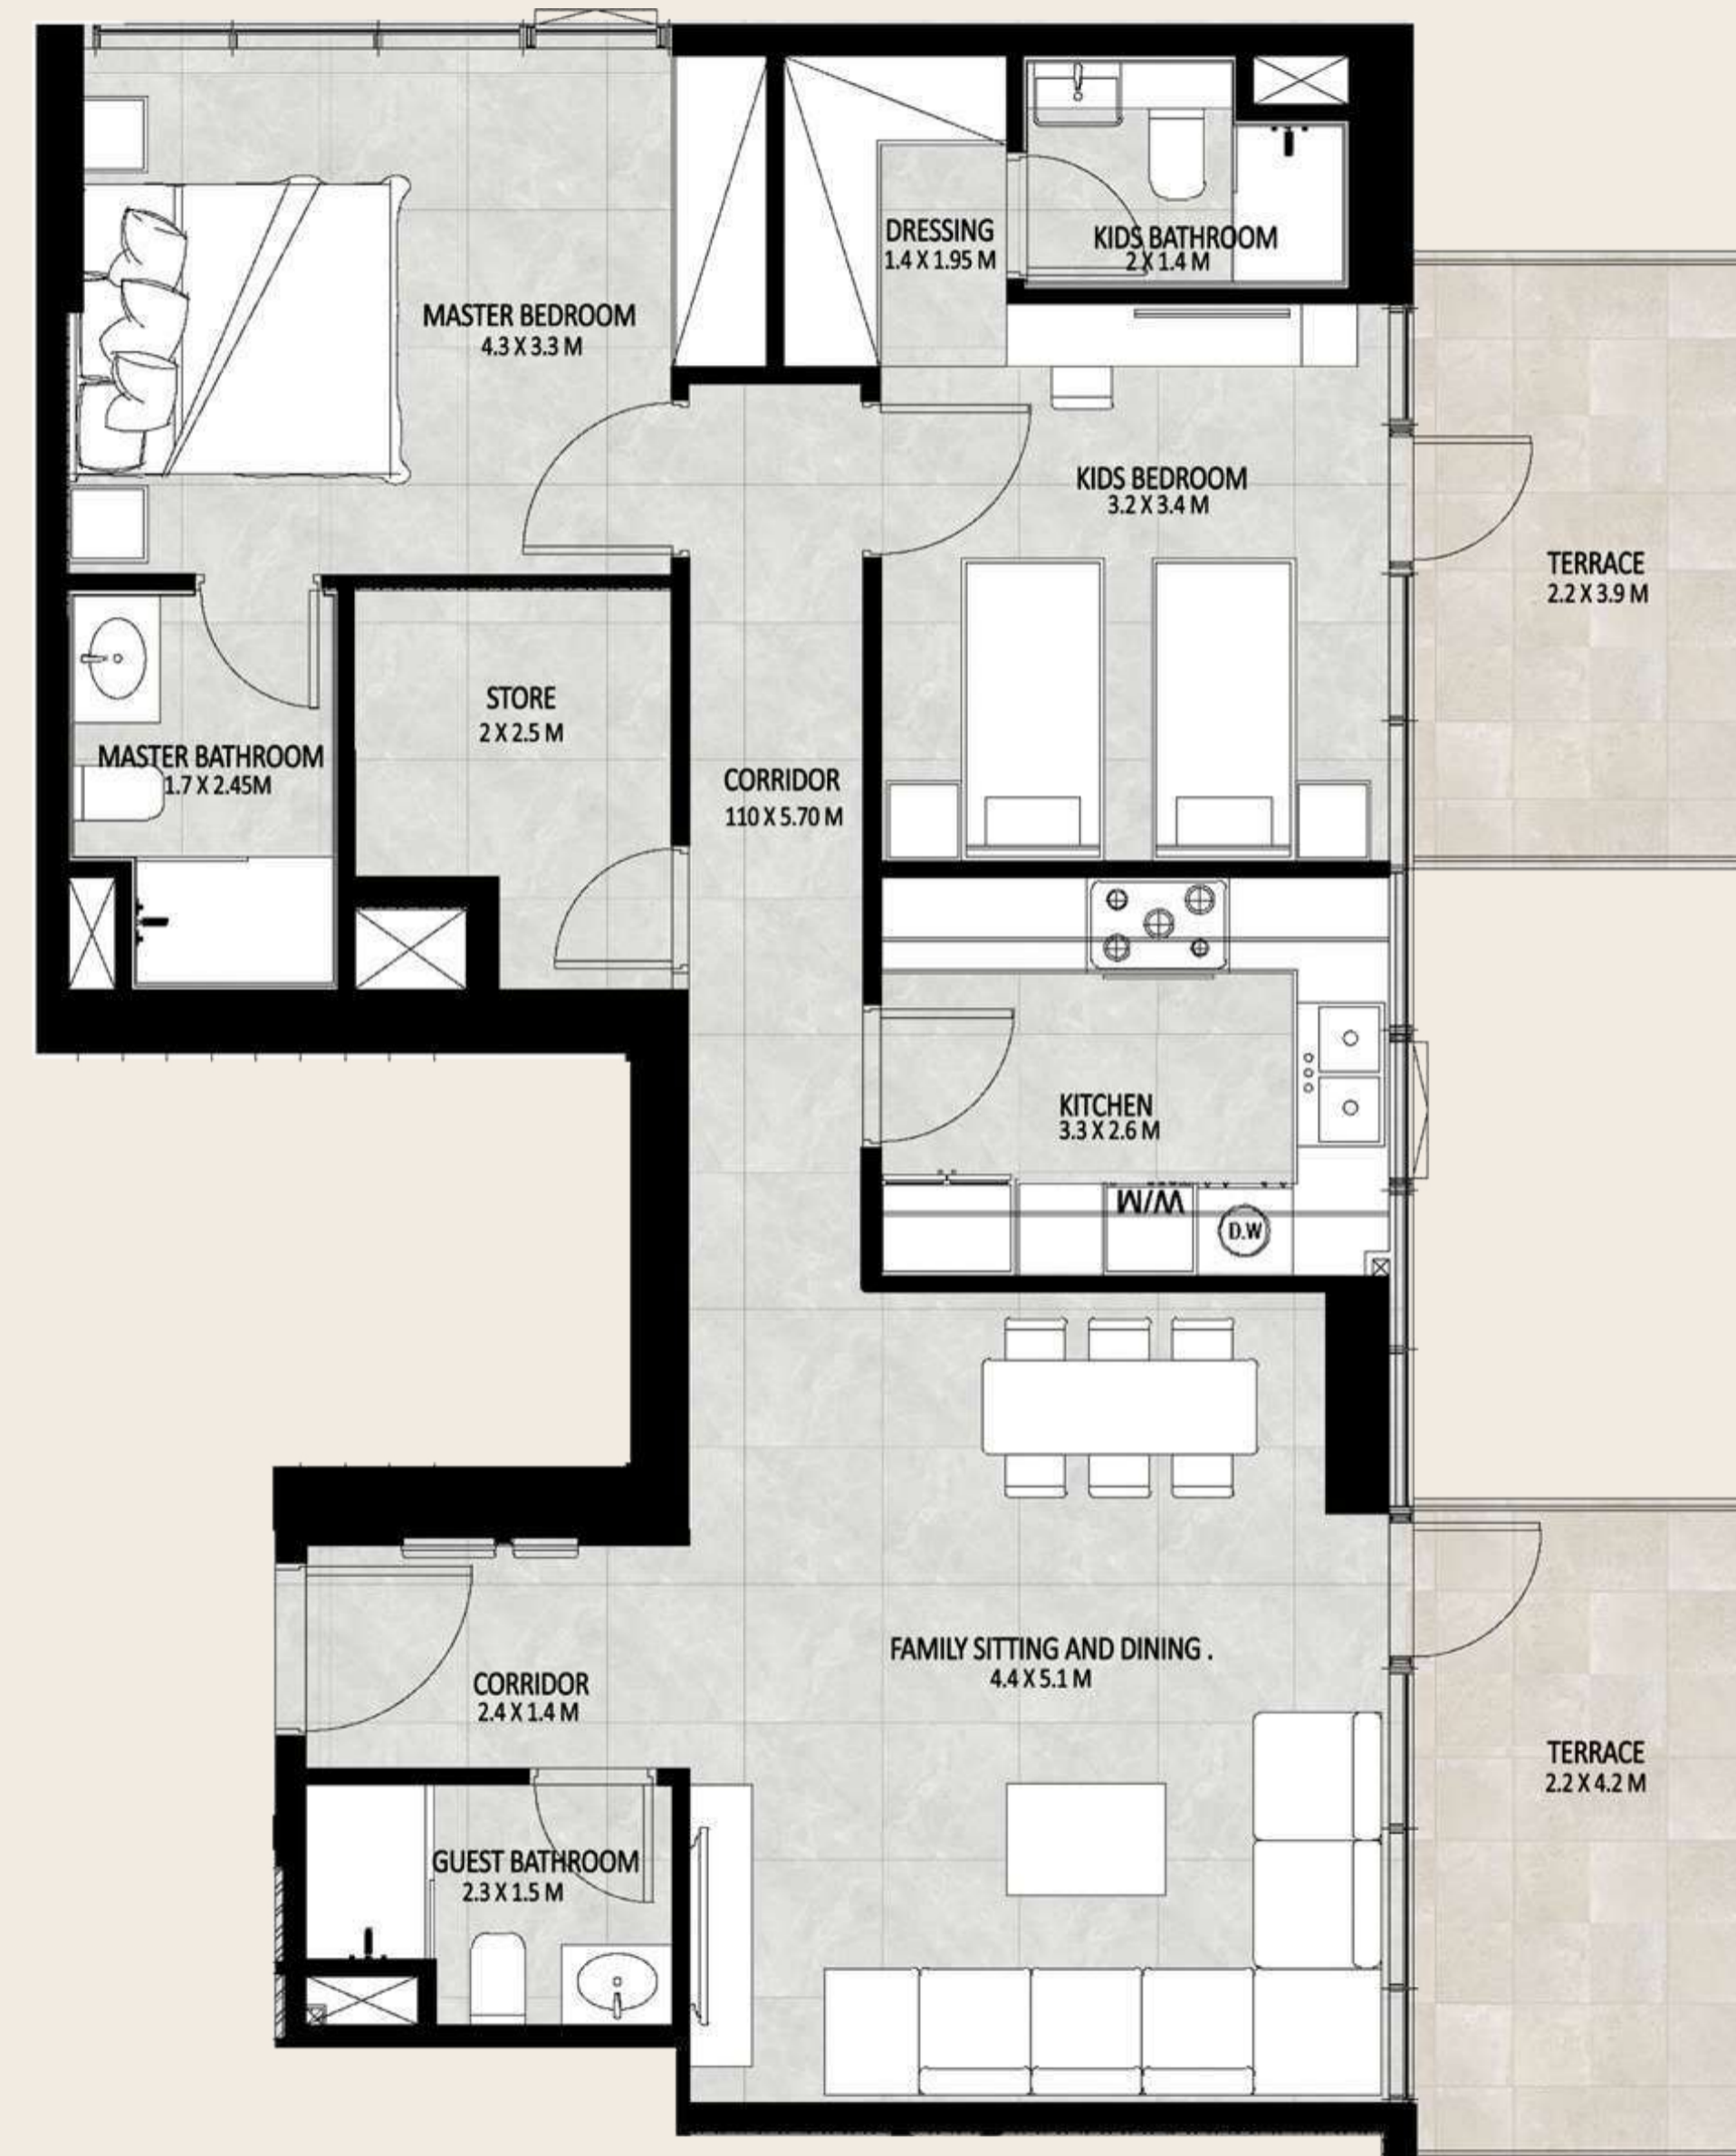 DRESSING
1.4 X 1.95 M
KIDS BATHROOM
2 X 1.4 M
MASTER BEDROOM
4.3 X 3.3 M
KIDS BEDROOM
3.2 X 3.4 M
TERRACE
2.2 X 3.9 M
STORE
2 X 2.5 M
MASTER BATHROOM
1.7 X 2.45M
CORRIDOR
110 X 5.70 M
KITCHEN
3.3 X 2.6 M
W/M
D.W
FAMILY SITTING AND DINING .
4.4 X 5.1 M
CORRIDOR
2.4 X 1.4 M
TERRACE
2.2 X 4.2 M
GUEST BATHROOM
2.3 X 1.5 M